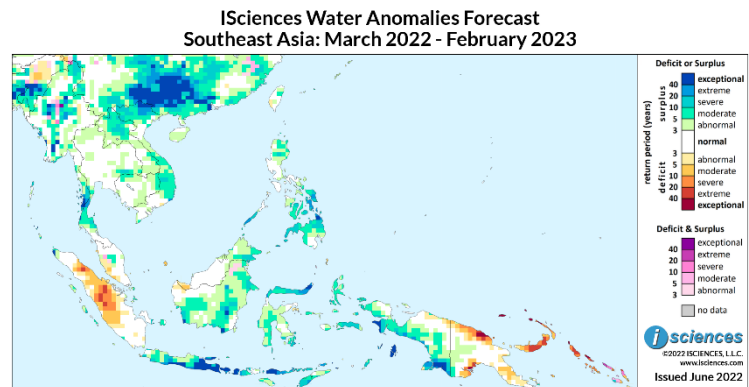 ISciences Water Anomalies Forecast
Southeast Asia: March 2022 - February 2023
Deficit or Surplus
return period (years)
surplus
deficit
40 exceptional
20 extreme
10 severe
5 moderate
3 abnormal
normal
3 abnormal
5 moderate
10 severe
20 extreme
40 exceptional
Deficit & Surplus
40 exceptional
20 extreme
10 severe
5 moderate
3 abnormal
no data
isciences
©2022 ISCIENCES, L.L.C.
www.isciences.com
Issued June 2022